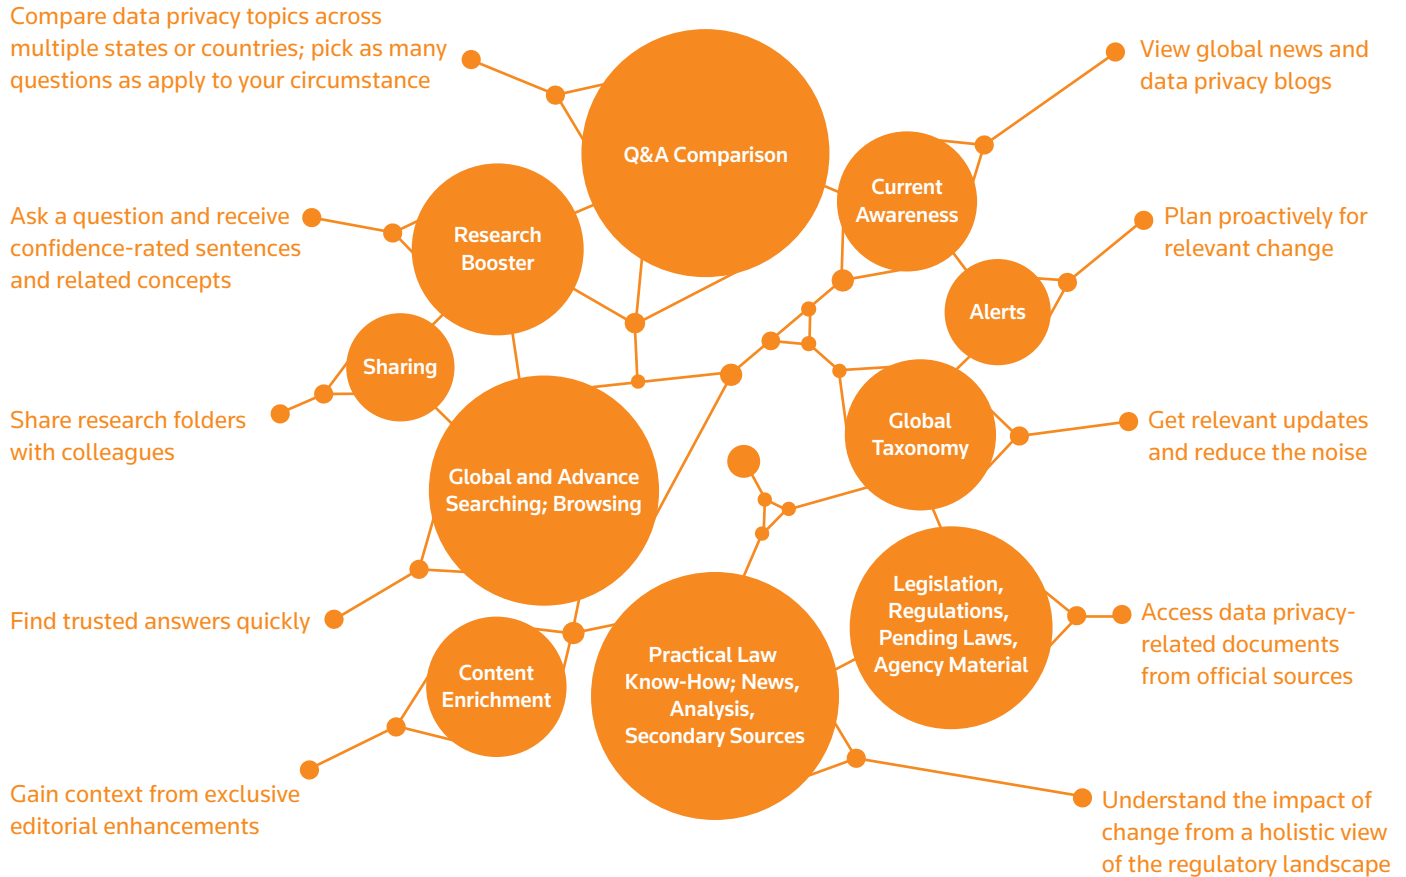 Compare data privacy topics across
multiple states or countries; pick as many
questions as apply to your circumstance
View global news and
data privacy blogs
Q&A Comparison
Current
Awareness
Ask a question and receive
confidence-rated sentences
and related concepts
Research
Booster
Plan proactively for
relevant change
Alerts
Sharing
Share research folders
with colleagues
Global
Taxonomy
Get relevant updates
and reduce the noise
Global and Advance
Searching; Browsing
Find trusted answers quickly
Legislation,
Regulations,
Pending Laws,
Agency Material
Access data privacy-
related documents
from official sources
Content
Enrichment
Practical Law
Know-How; News,
Analysis,
Secondary Sources
Gain context from exclusive
editorial enhancements
Understand the impact of
change from a holistic view
of the regulatory landscape